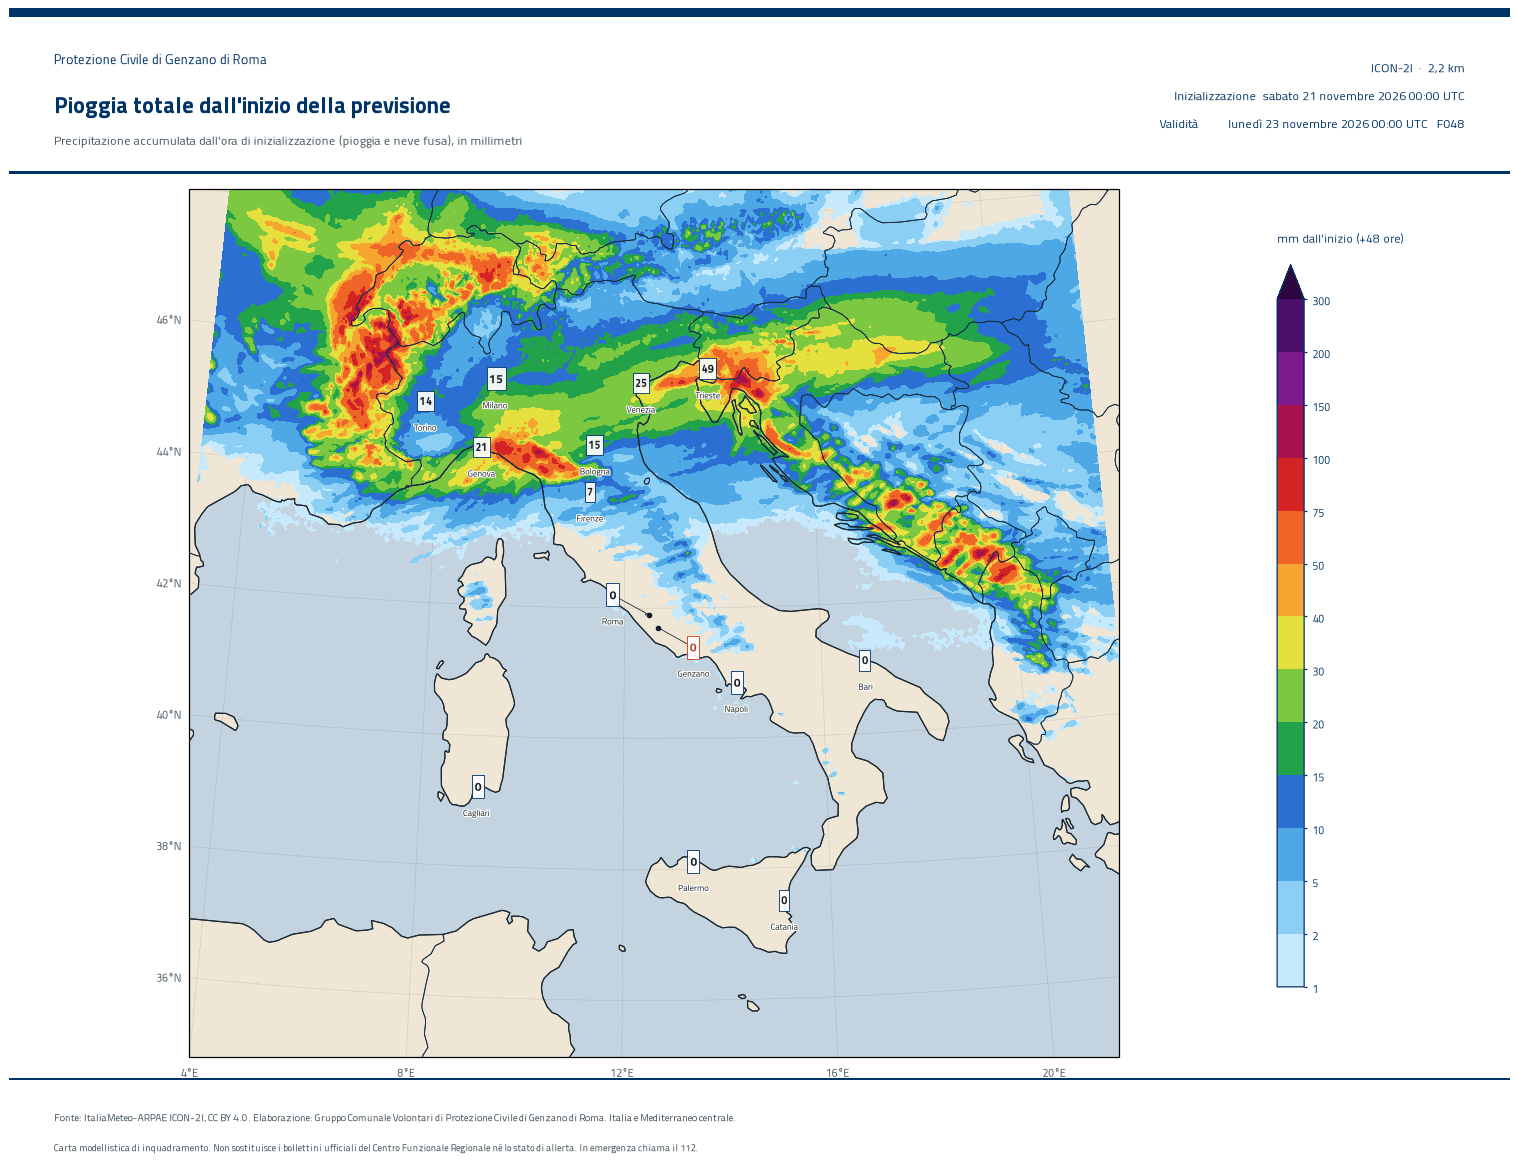 Protezione Civile di Genzano di Roma
Pioggia totale dall'inizio della previsione
Precipitazione accumulata dall'ora di inizializzazione (pioggia e neve fusa), in millimetri
ICON-2I · 2,2 km
Inizializzazione sabato 21 novembre 2026 00:00 UTC
Validità lunedì 23 novembre 2026 00:00 UTC F048
mm dall'inizio (+48 ore)
300
200
150
100
75
50
40
30
20
15
10
5
2
1
46°N
44°N
42°N
40°N
38°N
36°N
4°E
8°E
12°E
16°E
20°E
49
Trieste
25
Venezia
15
Milano
14
Torino
21
Genova
15
Bologna
7
Firenze
0
Roma
0
Genzano
0
Napoli
0
Bari
0
Cagliari
0
Palermo
0
Catania
Fonte: ItaliaMeteo-ARPAE ICON-2I, CC BY 4.0. Elaborazione: Gruppo Comunale Volontari di Protezione Civile di Genzano di Roma. Italia e Mediterraneo centrale.
Carta modellistica di inquadramento. Non sostituisce i bollettini ufficiali del Centro Funzionale Regionale né lo stato di allerta. In emergenza chiama il 112.